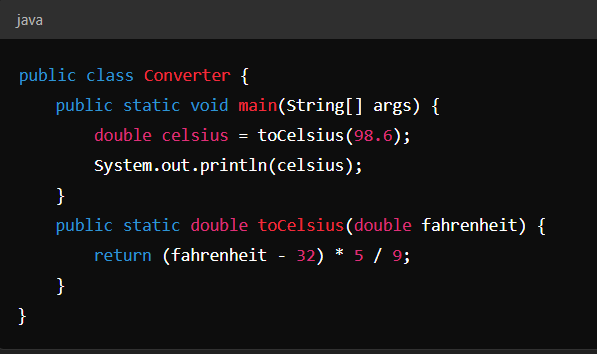 java
public class Converter {
    public static void main(String[] args) {
        double celsius = toCelsius(98.6);
        System.out.println(celsius);
    }
    public static double toCelsius(double fahrenheit) {
        return (fahrenheit - 32) * 5 / 9;
    }
}